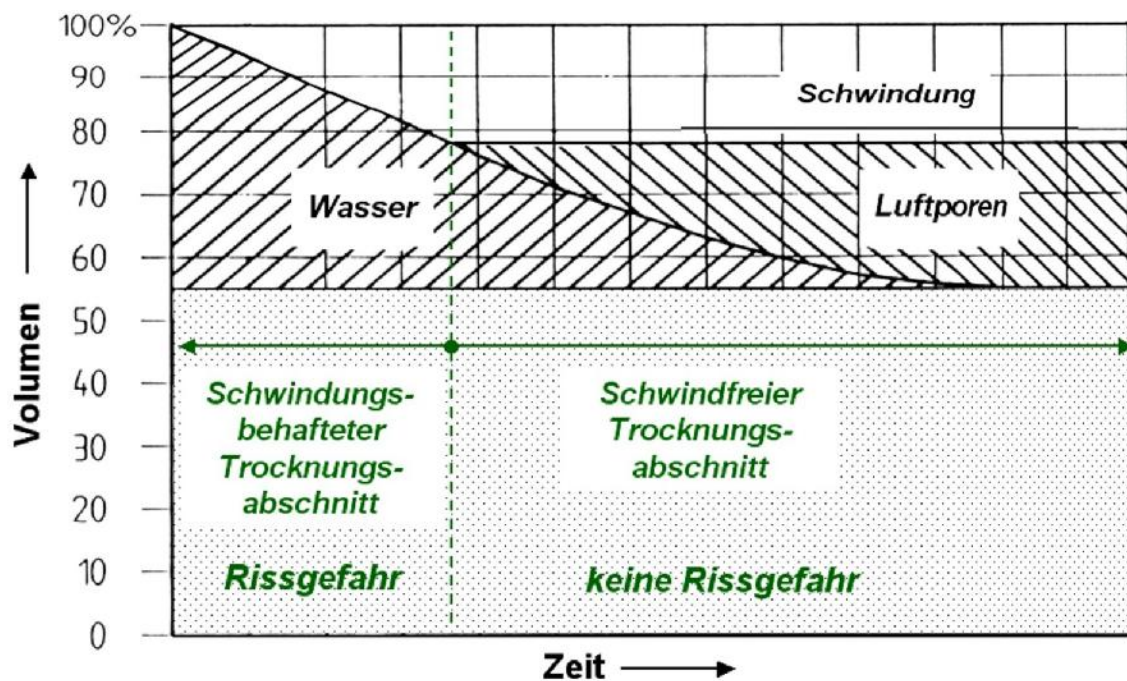 100%
90
80
70
60
50
40
30
20
10
0
Volumen
Schwindung
Wasser
Luftporen
Schwindungs-
behafteter
Trocknungs-
abschnitt
Schwindfreier
Trocknungs-
abschnitt
Rissgefahr
keine Rissgefahr
Zeit